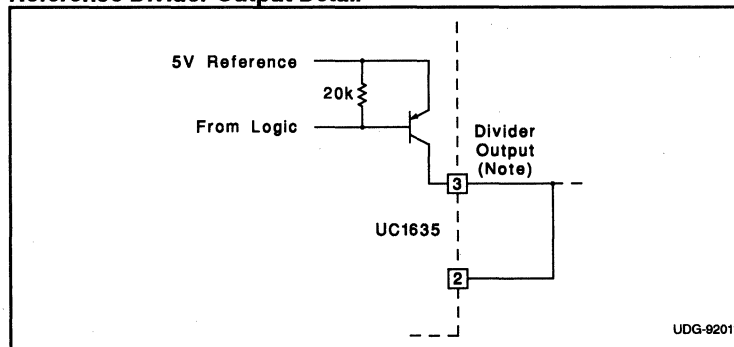 Reference Divider Output Detail
5V Reference
20k
From Logic
Divider
Output
(Note)
3
UC1635
2
UDG-9201